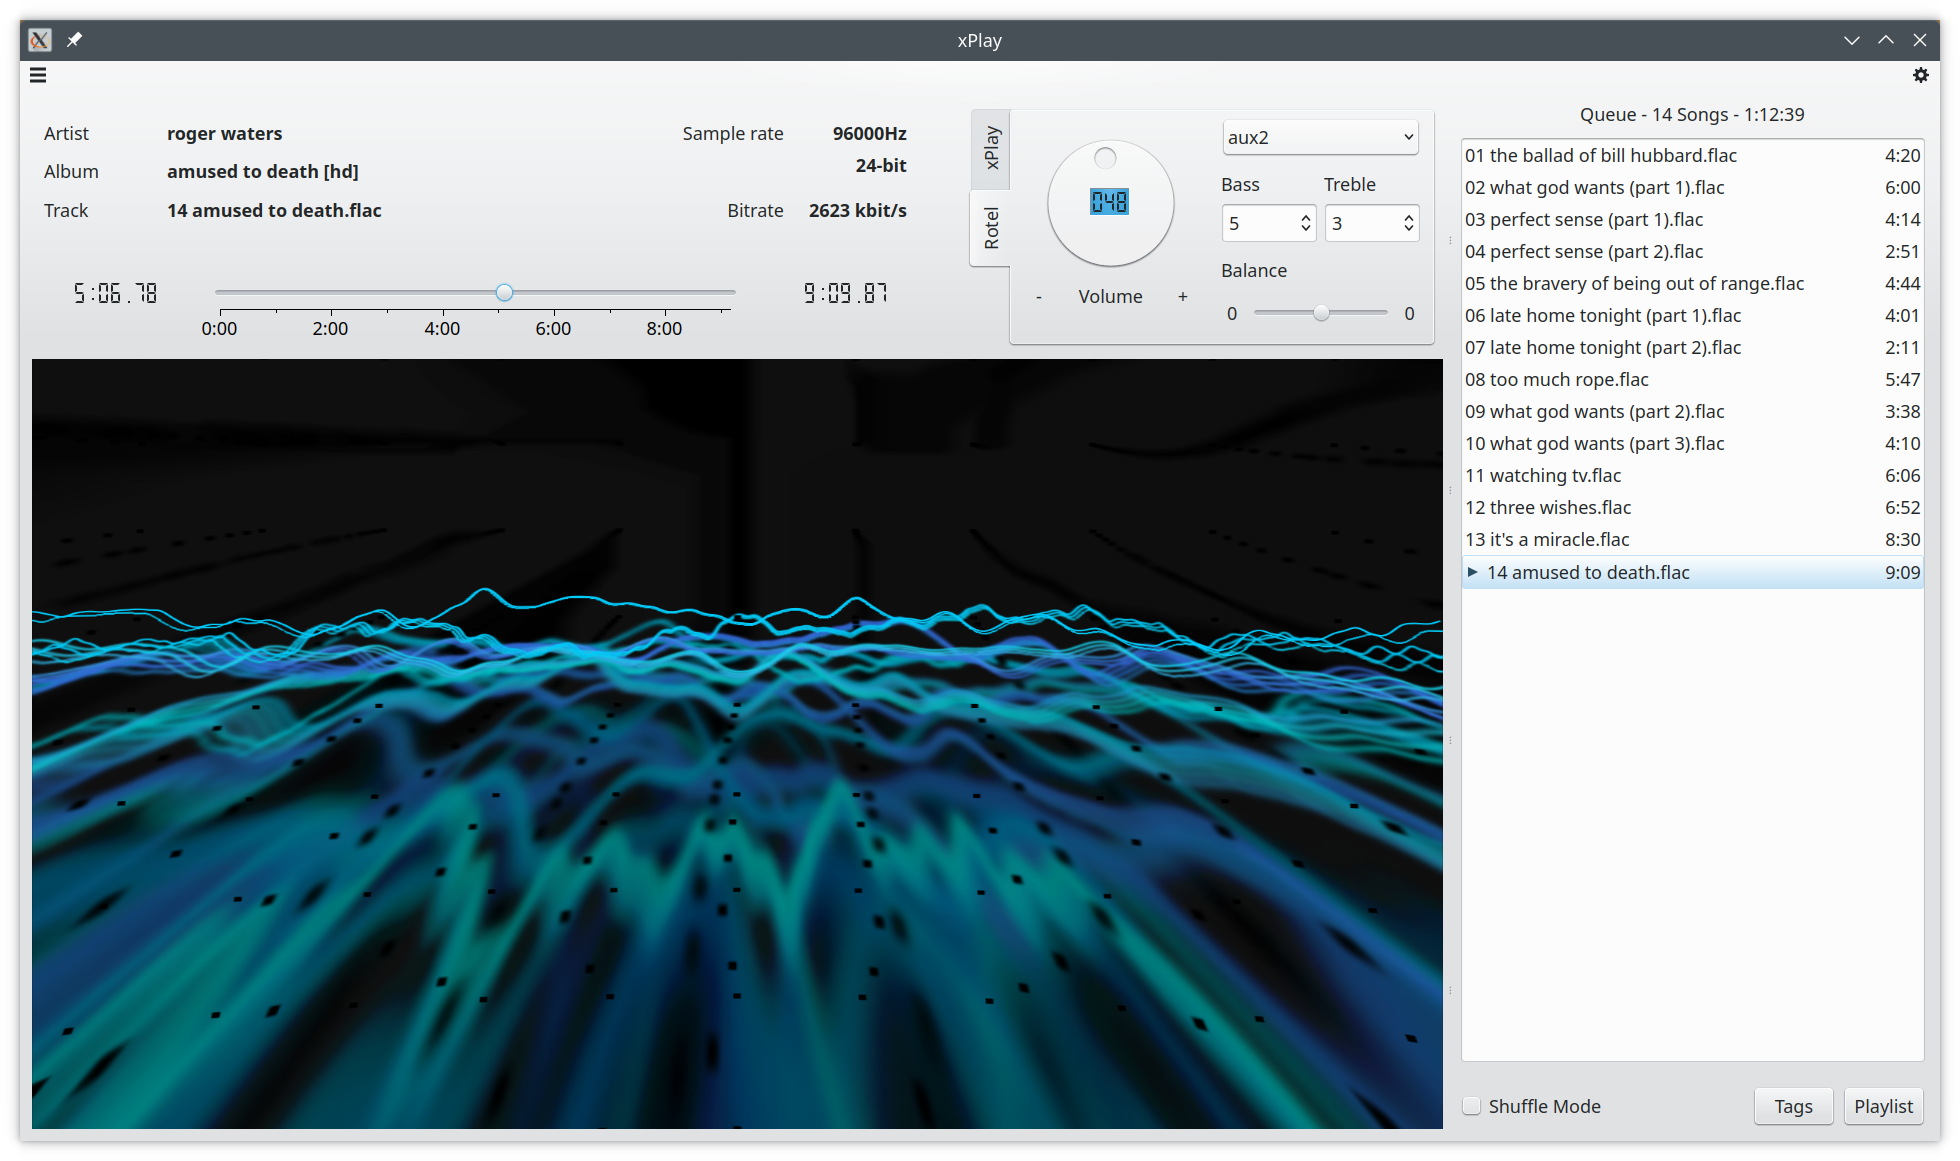 xPlay
Artist roger waters
Album amused to death [hd]
Track 14 amused to death.flac
Sample rate 96000Hz
24-bit
Bitrate 2623 kbit/s
5:06.78
9:09.87
0:00 2:00 4:00 6:00 8:00
xPlay
Rotel
048
- Volume +
aux2
Bass Treble
5 3
Balance
0 0
Queue - 14 Songs - 1:12:39
01 the ballad of bill hubbard.flac 4:20
02 what god wants (part 1).flac 6:00
03 perfect sense (part 1).flac 4:14
04 perfect sense (part 2).flac 2:51
05 the bravery of being out of range.flac 4:44
06 late home tonight (part 1).flac 4:01
07 late home tonight (part 2).flac 2:11
08 too much rope.flac 5:47
09 what god wants (part 2).flac 3:38
10 what god wants (part 3).flac 4:10
11 watching tv.flac 6:06
12 three wishes.flac 6:52
13 it's a miracle.flac 8:30
14 amused to death.flac 9:09
Shuffle Mode Tags Playlist